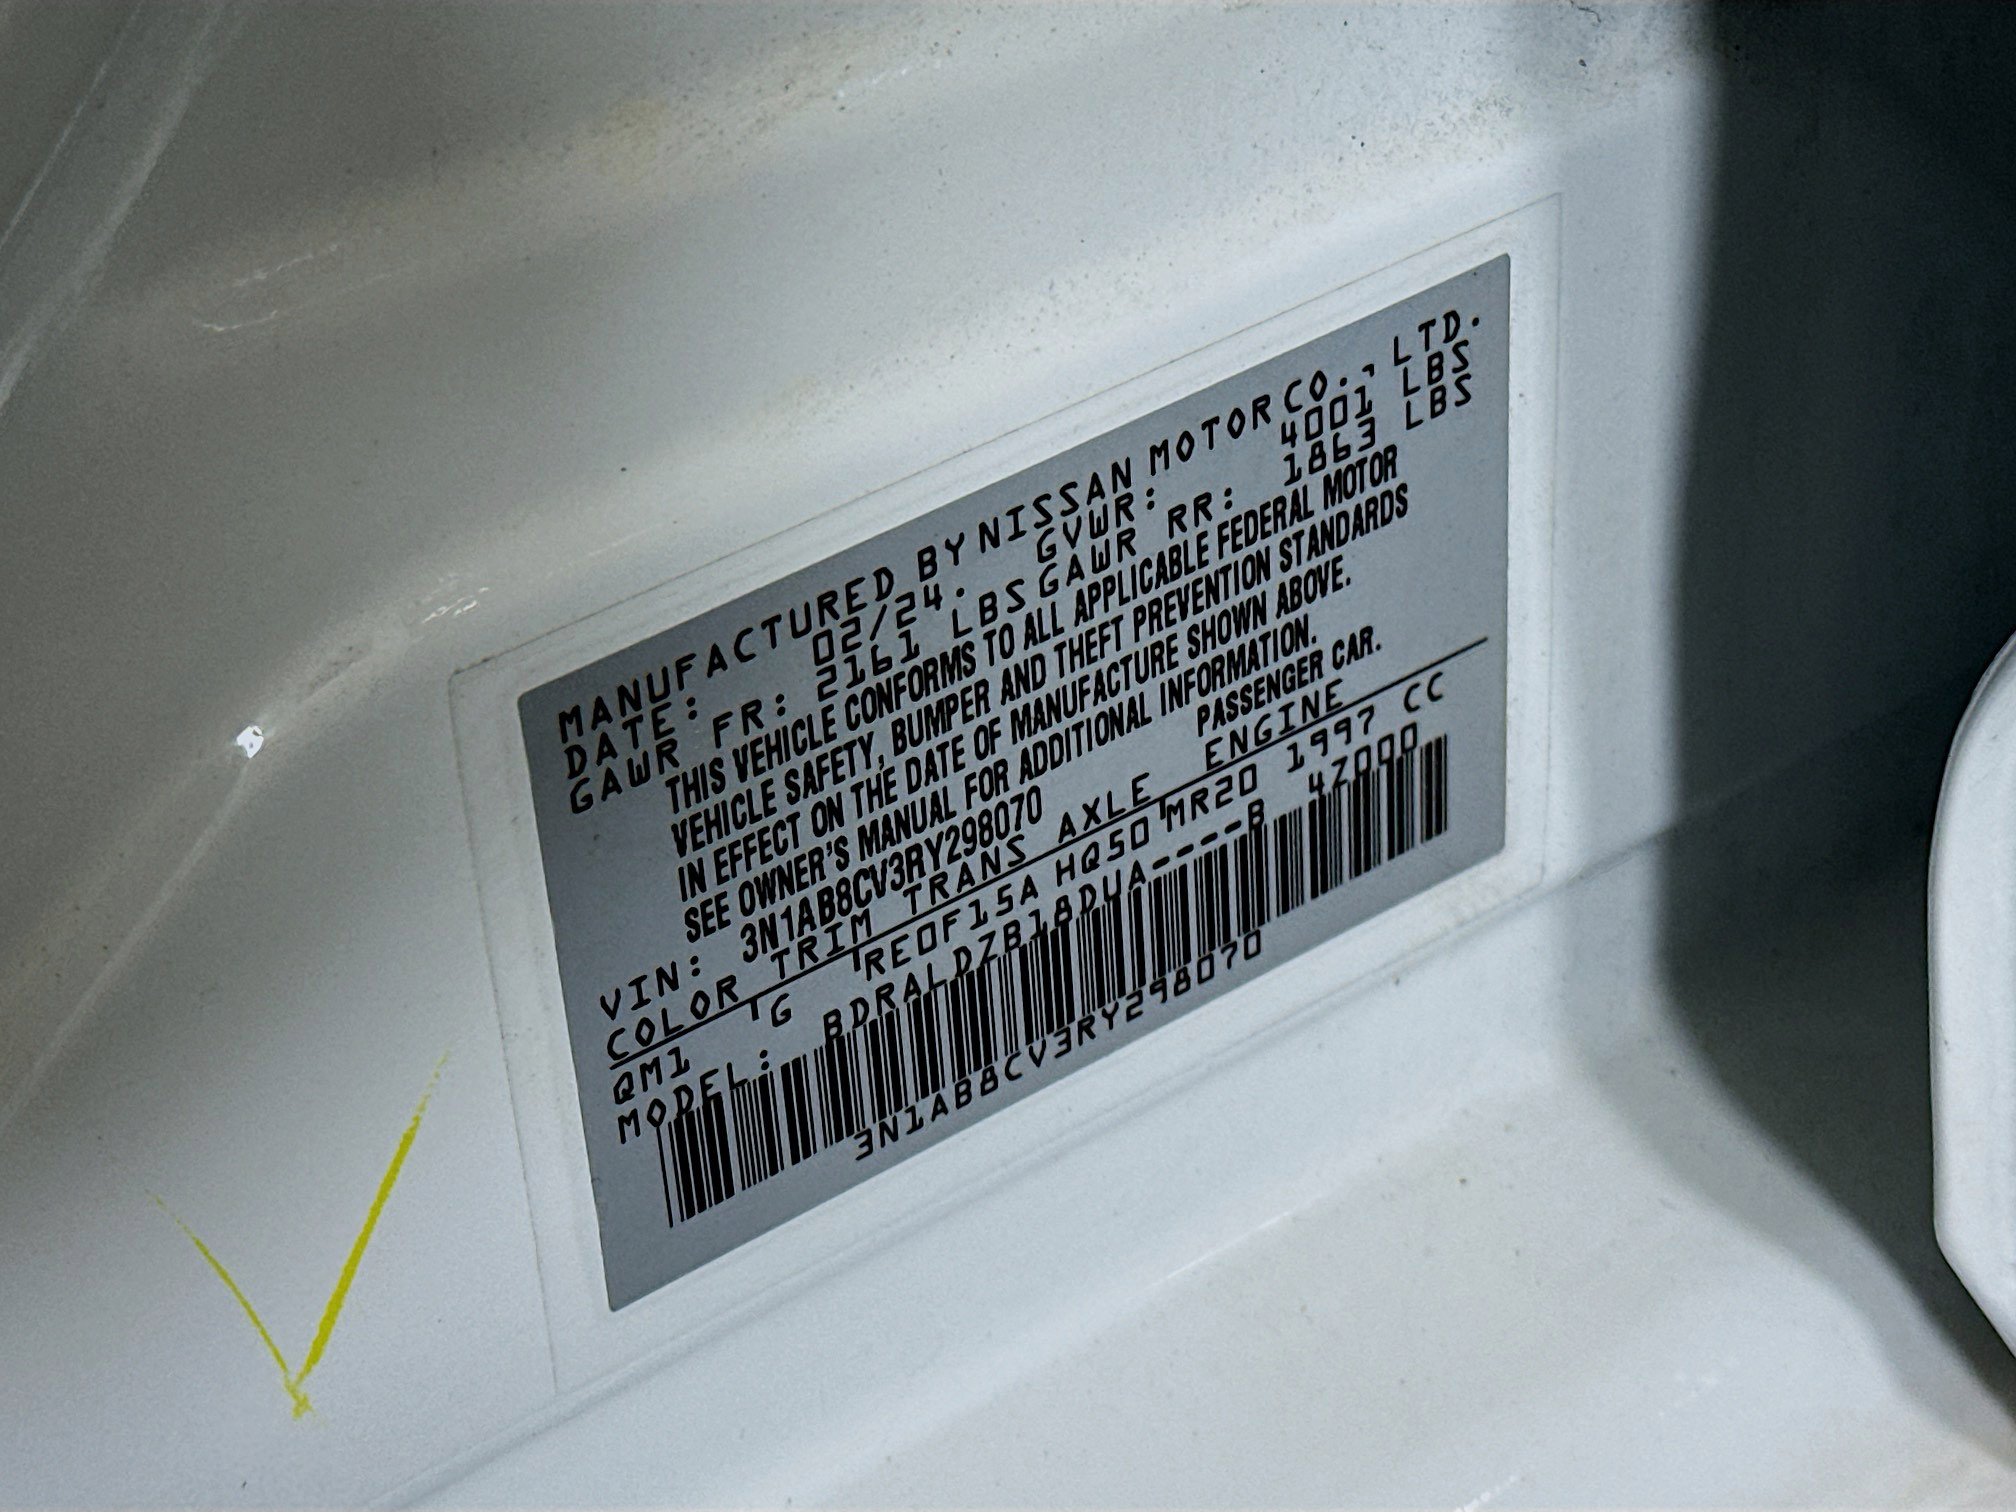 MANUFACTURED BY NISSAN MOTOR CO., LTD.
DATE: 02/24. GVWR: 4001 LBS
GAWR FR: 2161 LBS GAWR RR: 1863 LBS
THIS VEHICLE CONFORMS TO ALL APPLICABLE FEDERAL MOTOR
VEHICLE SAFETY, BUMPER AND THEFT PREVENTION STANDARDS
IN EFFECT ON THE DATE OF MANUFACTURE SHOWN ABOVE.
SEE OWNER'S MANUAL FOR ADDITIONAL INFORMATION.
VIN: 3N1AB8CV3RY298070 PASSENGER CAR.
COLOR TRIM TRANS AXLE ENGINE
QM1 G RE0F15A HQ50 MR20 1997 CC
MODEL: BDRALDZB18DUA----B 4Z000
3N1AB8CV3RY298070